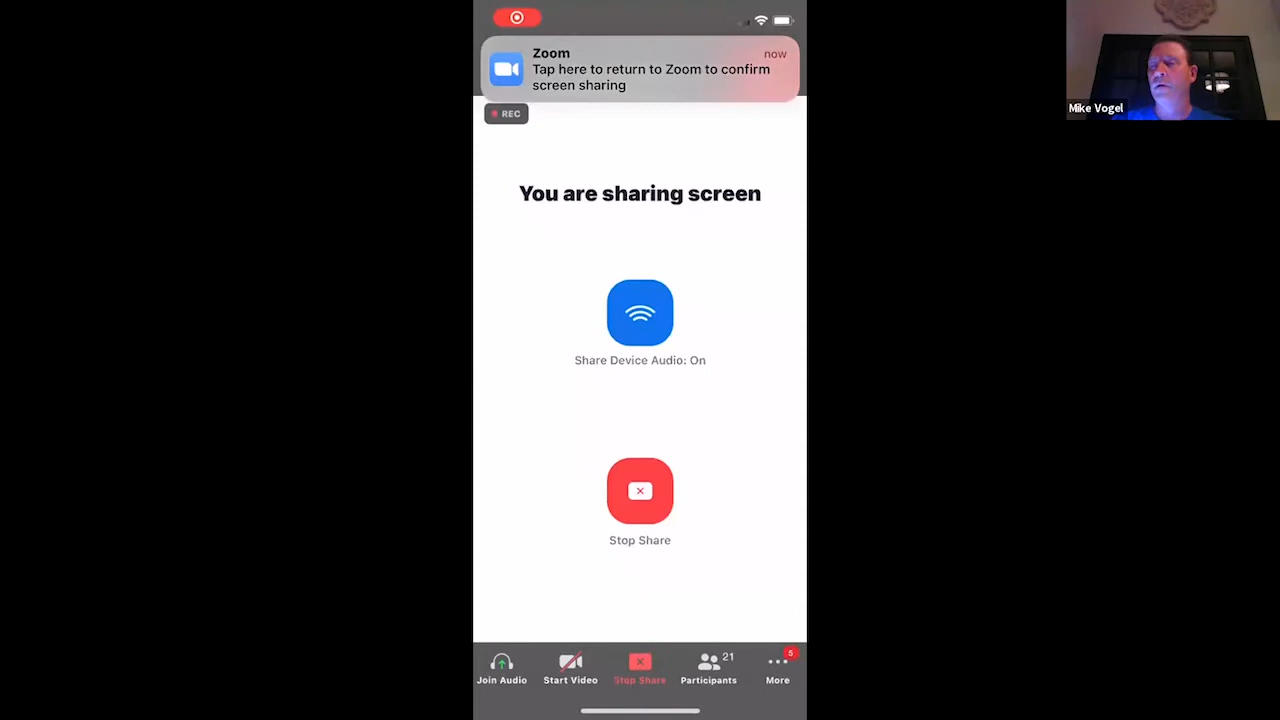 Zoom
now
Tap here to return to Zoom to confirm
screen sharing
REC
Mike Vogel
You are sharing screen
Share Device Audio: On
Stop Share
21
5
Join Audio
Start Video
Stop Share
Participants
More